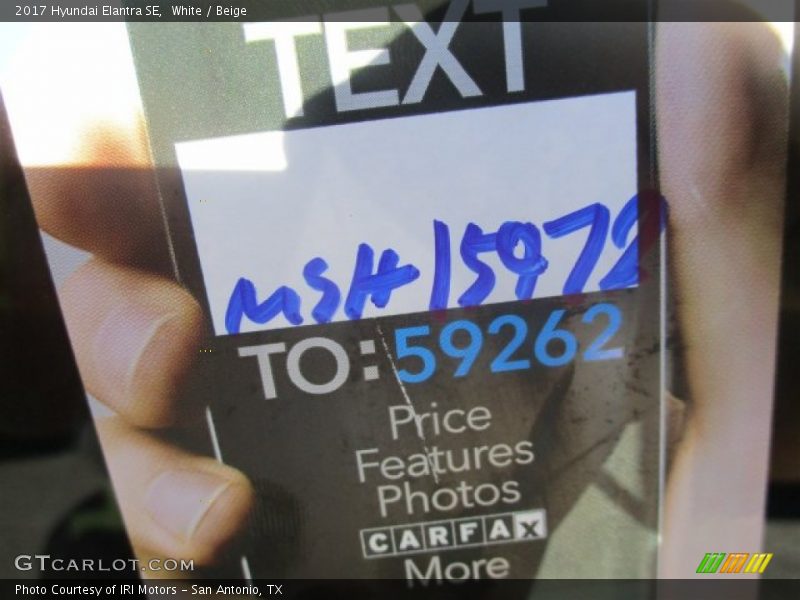 2017 Hyundai Elantra SE, White / Beige
TEXT
MSH15972
TO:59262
Price
Features
Photos
CARFAX
More
GTCARLOT.COM
Photo Courtesy of IRI Motors - San Antonio, TX